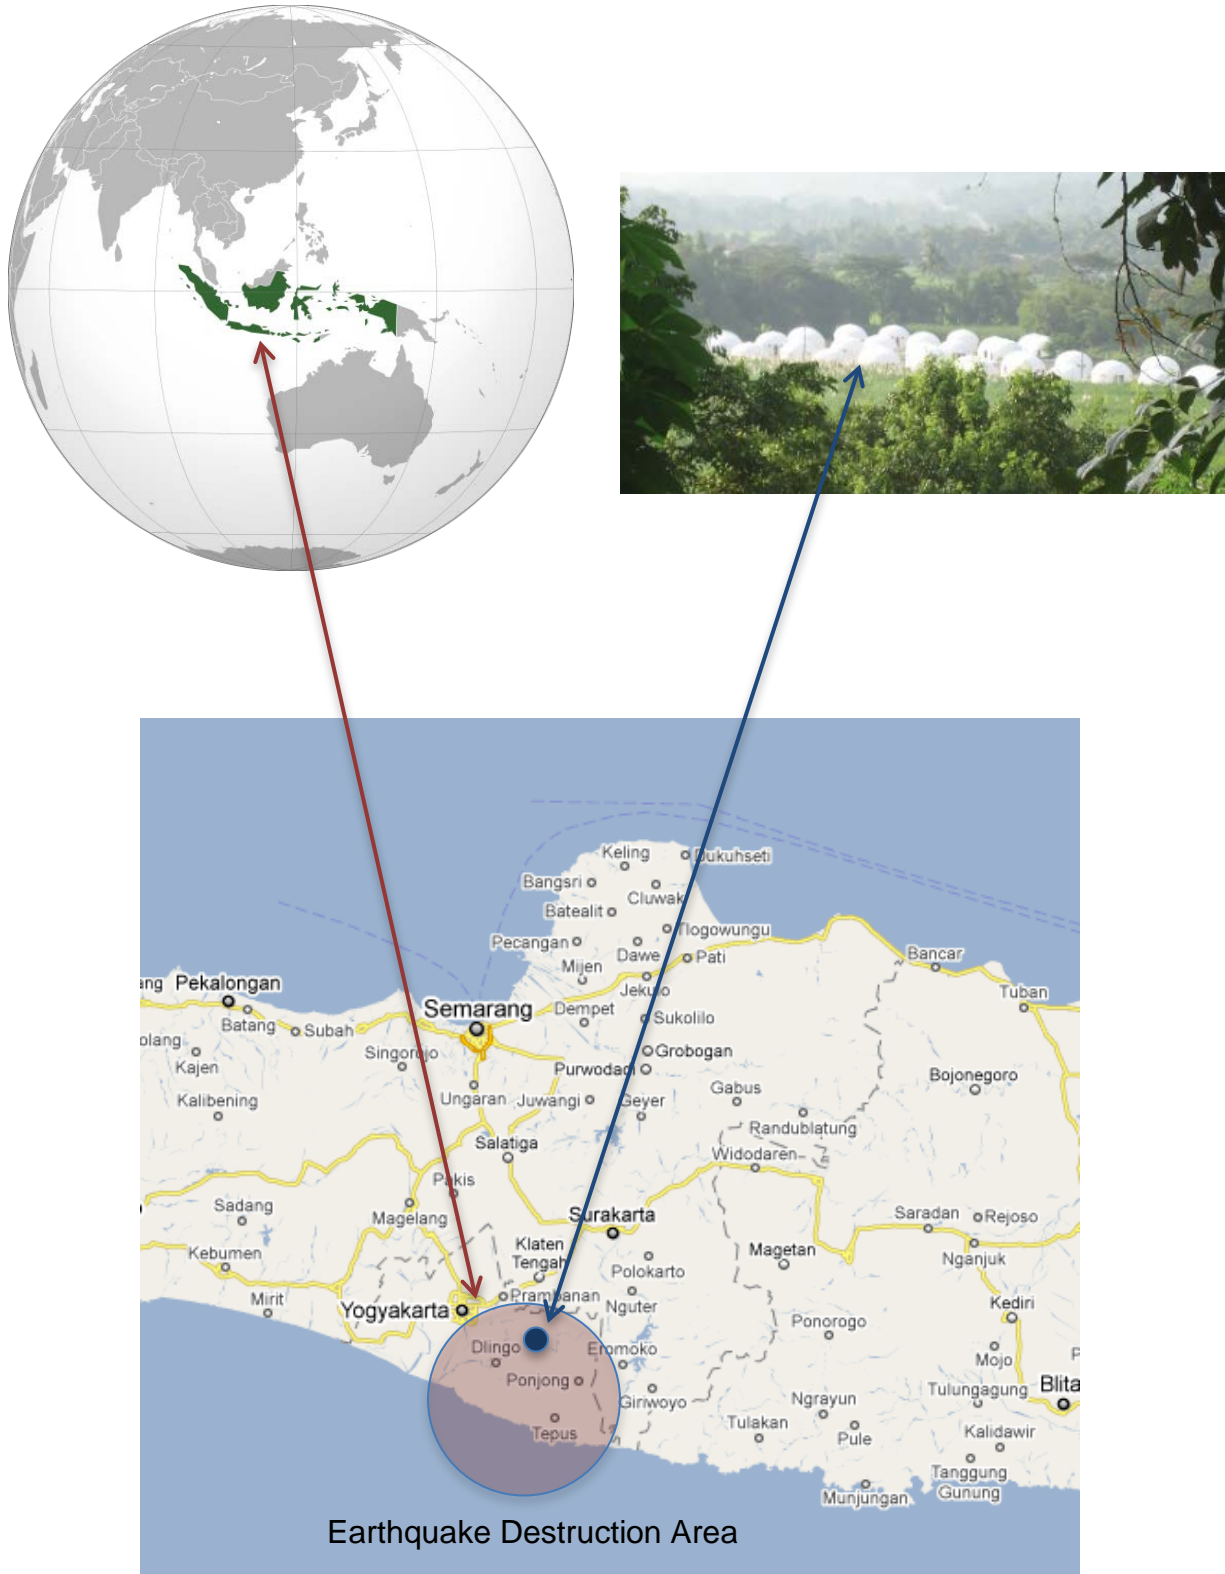 Keling
Dukuhseti
Bangsri
Cluwak
Batealit
Tlogowungu
Pecangan
Dawe
Pati
Bancar
Mijen
ang
Pekalongan
Jekulo
Tuban
Semarang
Dempet
Sukolilo
Batang
Subah
olang
Singorojo
Grobogan
Kajen
Purwodadi
Bojonegoro
Gabus
Kalibening
Ungaran
Juwangi
Geyer
Randublatung
Salatiga
Widodaren
Pakis
Sadang
Magelang
Surakarta
Saradan
Rejoso
Klaten
Tengah
Magetan
Kebumen
Polokarto
Nganjuk
Mirit
Yogyakarta
Prambanan
Nguter
Kediri
Ponorogo
Dlingo
Eromoko
Mojo
P
Ponjong
Tulungagung
Blita
Giriwoyo
Ngrayun
Tepus
Tulakan
Pule
Kalidawir
Tanggung
Gunung
Munjungan
Earthquake Destruction Area